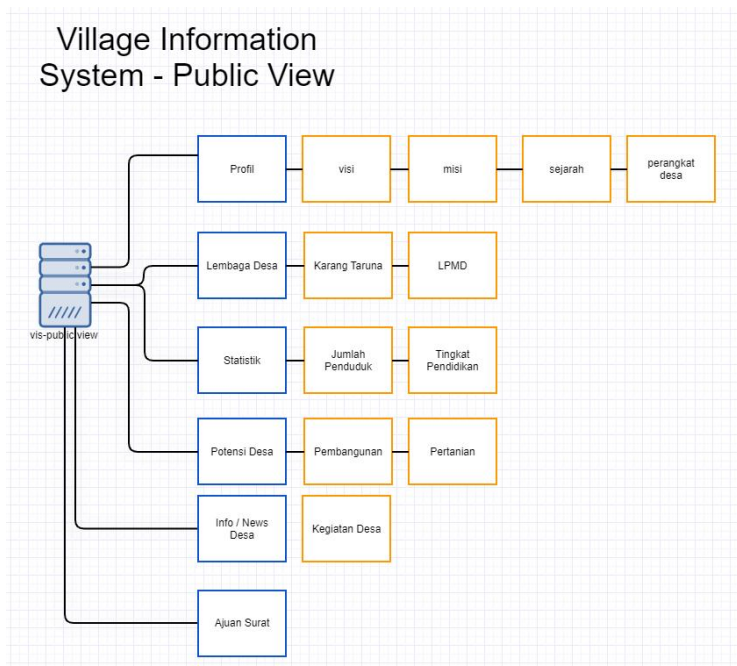 Village Information
System - Public View
Profil
visi
misi
sejarah
perangkat
desa
Lembaga Desa
Karang Taruna
LPMD
vis-public view
Statistik
Jumlah
Penduduk
Tingkat
Pendidikan
Potensi Desa
Pembangunan
Pertanian
Info / News
Desa
Kegiatan Desa
Ajuan Surat